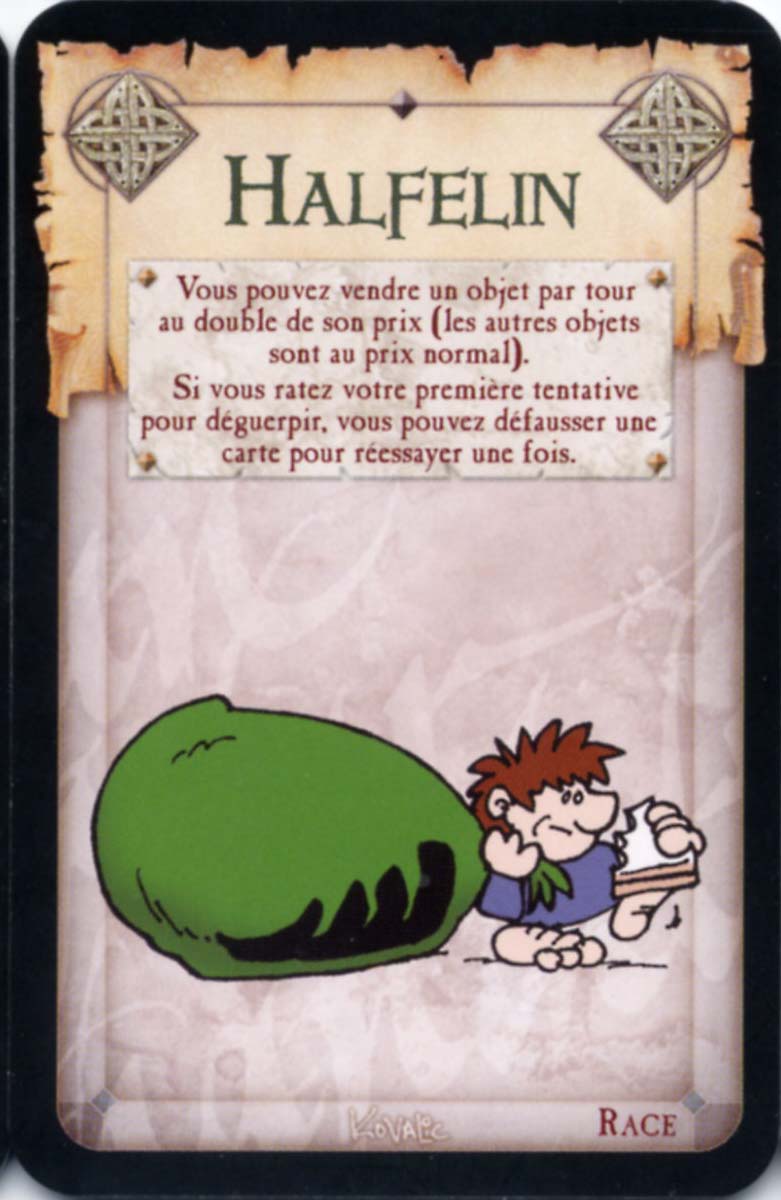 HALFELIN
Vous pouvez vendre un objet par tour
au double de son prix (les autres objets
sont au prix normal).
Si vous ratez votre première tentative
pour déguerpir, vous pouvez défausser une
carte pour réessayer une fois.
KOVALIC
RACE